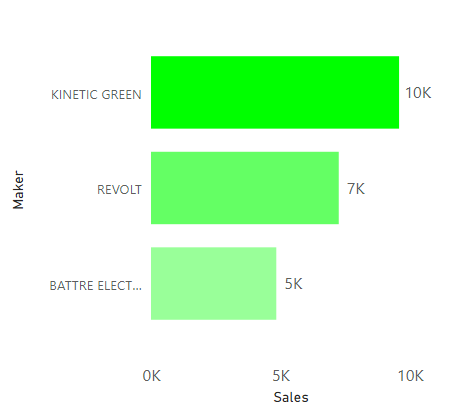 KINETIC GREEN
10K
REVOLT
7K
BATTRE ELECT...
5K
Maker
0K
5K
10K
Sales